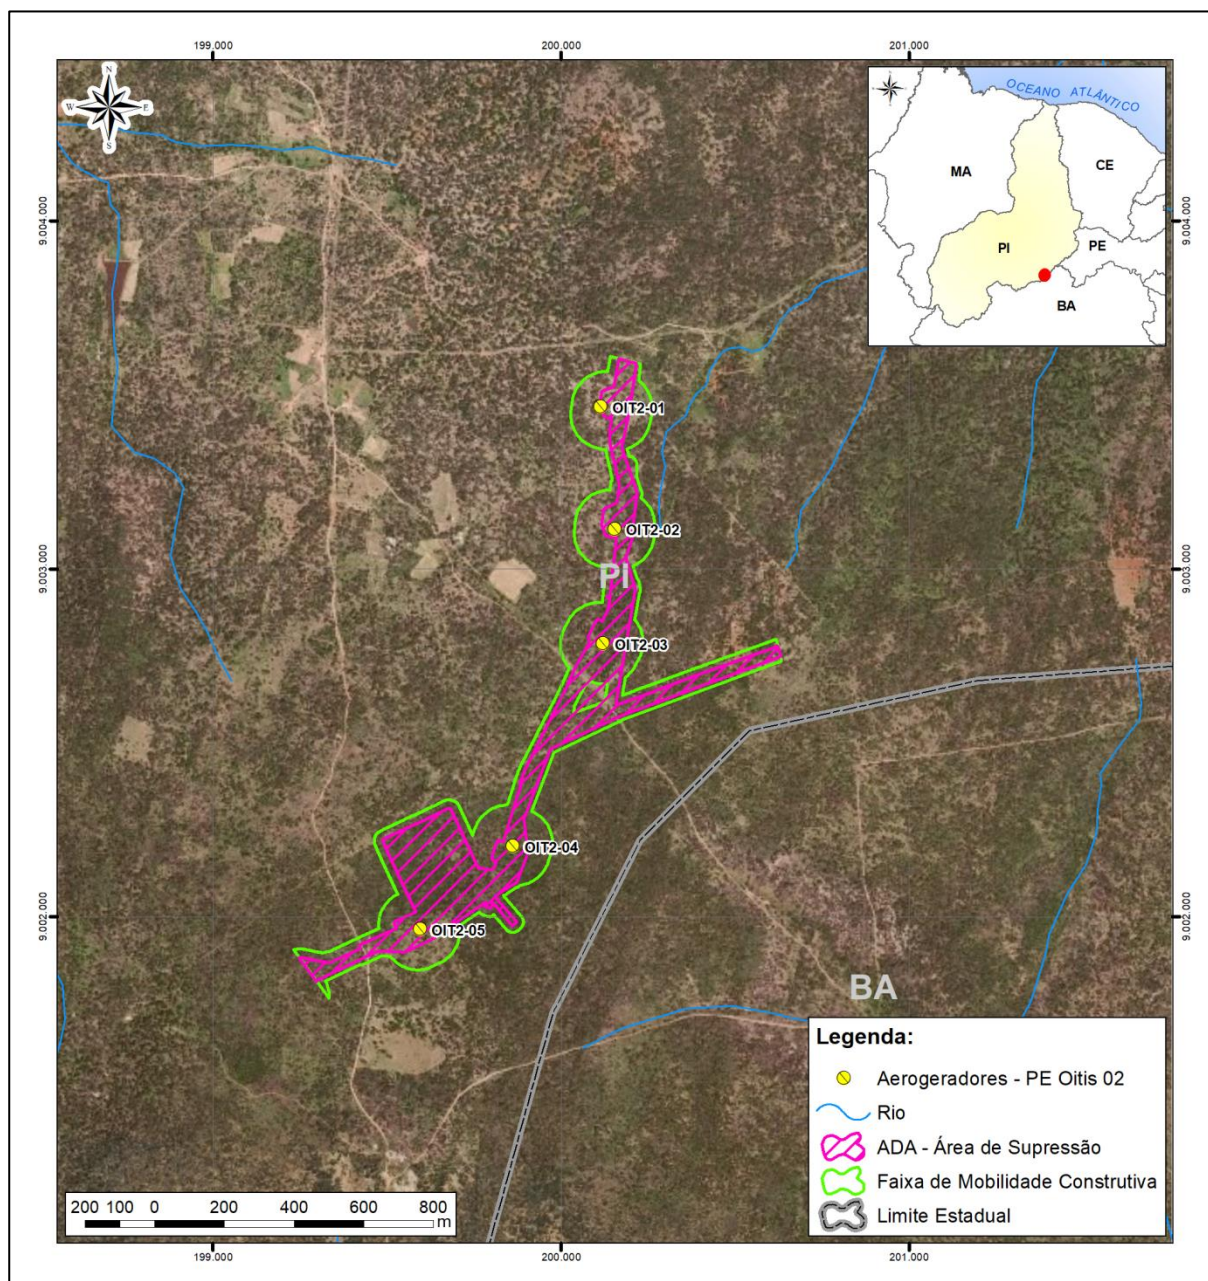 199.000
200.000
201.000
N
W
E
S
OCEANO ATLÂNTICO
MA
CE
PI
PE
BA
9.004.000
9.004.000
OIT2-01
OIT2-02
9.003.000
9.003.000
PI
OIT2-03
OIT2-04
9.002.000
9.002.000
OIT2-05
BA
Legenda:
Aerogeradores - PE Oitis 02
Rio
ADA - Área de Supressão
Faixa de Mobilidade Construtiva
Limite Estadual
200 100 0 200 400 600 800
m
199.000
200.000
201.000